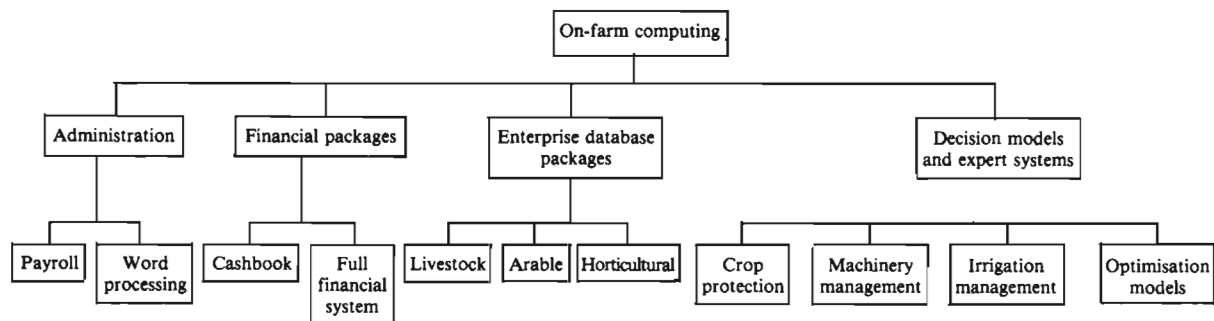 On-farm computing
Administration
Financial packages
Enterprise database
packages
Decision models
and expert systems
Payroll
Word
processing
Cashbook
Full
financial
system
Livestock
Arable
Horticultural
Crop
protection
Machinery
management
Irrigation
management
Optimisation
models